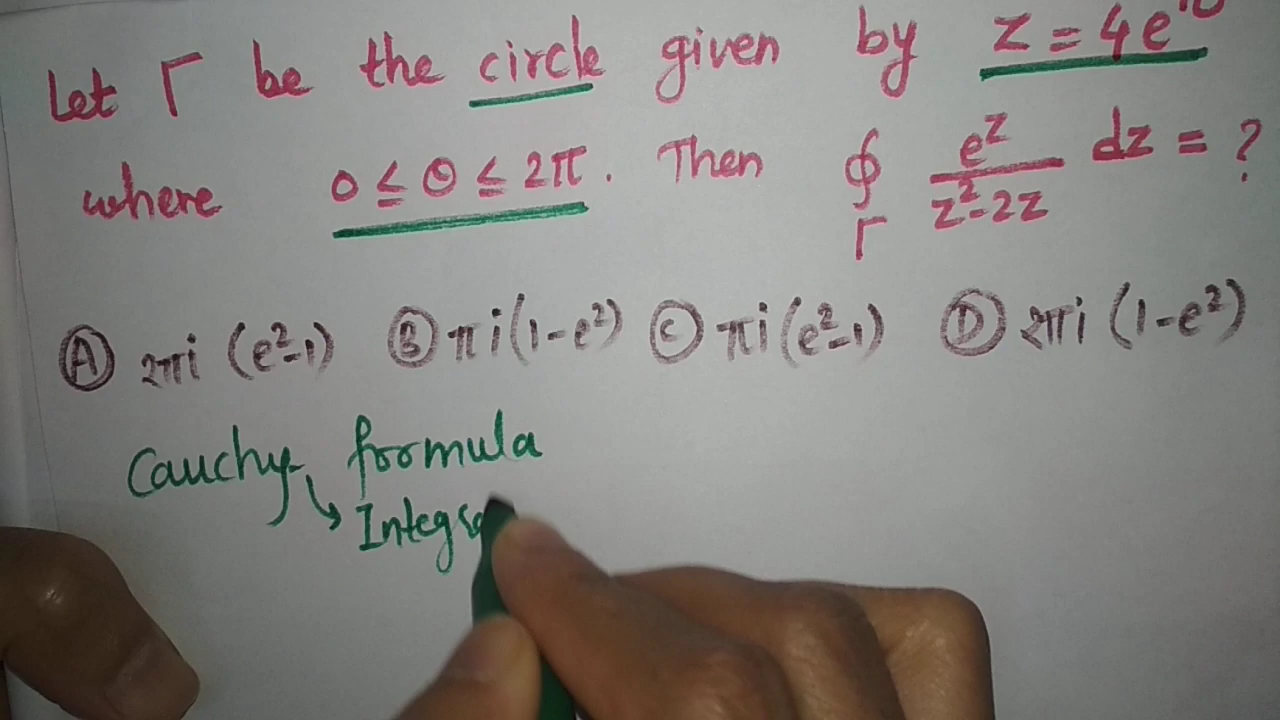 Let Γ be the circle given by z = 4e^iθ
where 0 ≤ θ ≤ 2π. Then ∮_Γ e^z/(z²-2z) dz = ?
Ⓐ 2πi (e²-1) Ⓑ πi(1-e²) Ⓒ πi(e²-1) Ⓓ 2πi (1-e²)
Cauchy formula
↳ Integ